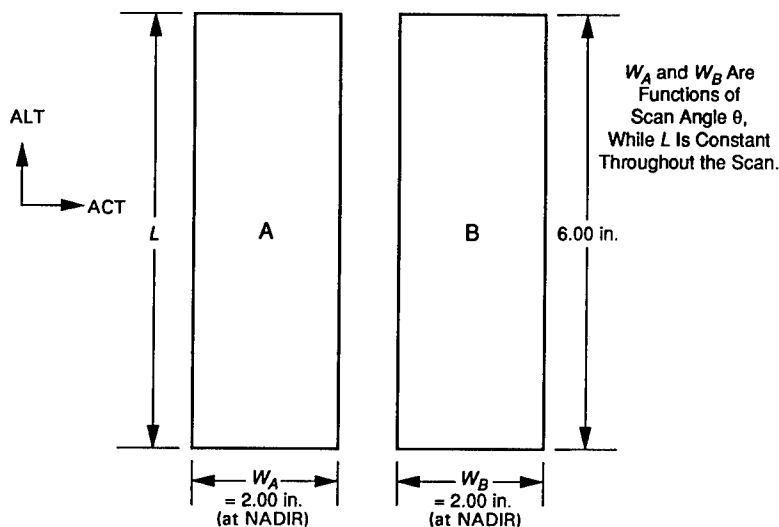 ALT
ACT
L
A
B
6.00 in.
W_A and W_B Are
Functions of
Scan Angle θ,
While L Is Constant
Throughout the Scan.
W_A
= 2.00 in.
(at NADIR)
W_B
= 2.00 in.
(at NADIR)